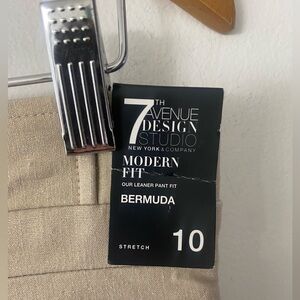 7TH
AVENUE
DESIGN
STUDIO
NEW YORK & COMPANY
MODERN
FIT
OUR LEANER PANT FIT
BERMUDA
STRETCH 10